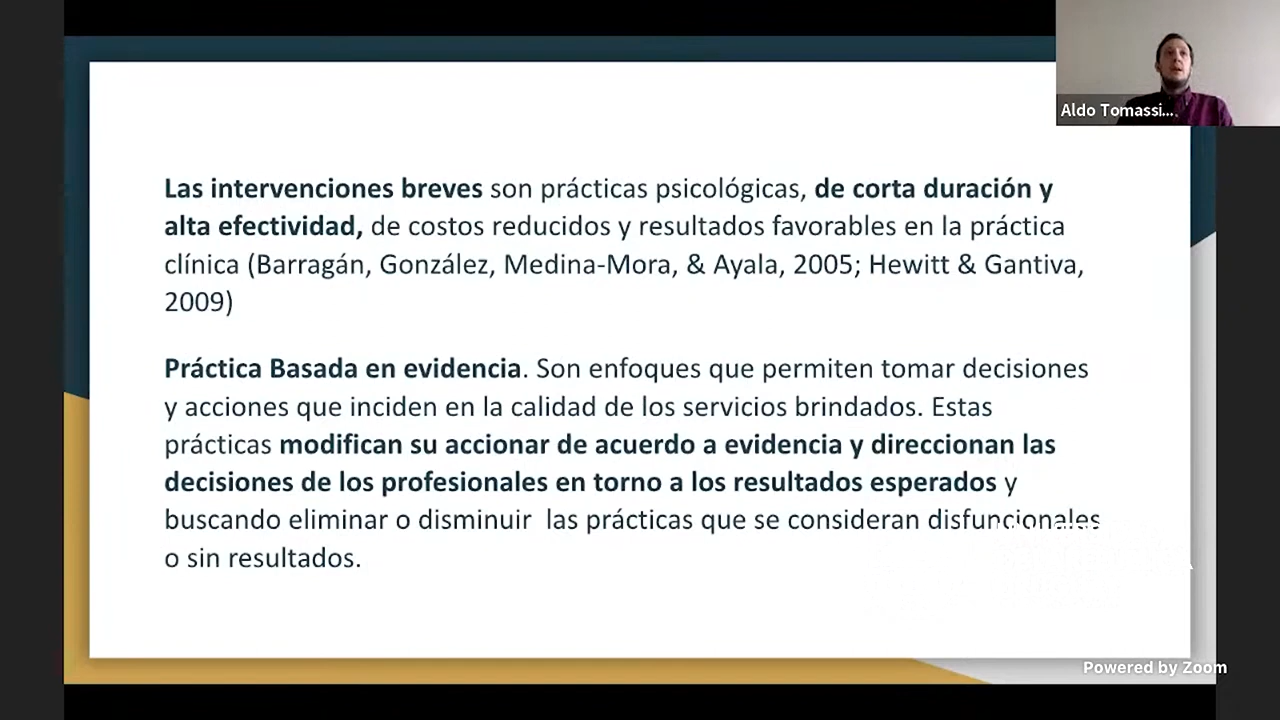 Aldo Tomassi...
Las intervenciones breves son prácticas psicológicas, de corta duración y
alta efectividad, de costos reducidos y resultados favorables en la práctica
clínica (Barragán, González, Medina-Mora, & Ayala, 2005; Hewitt & Gantiva,
2009)
Práctica Basada en evidencia. Son enfoques que permiten tomar decisiones
y acciones que inciden en la calidad de los servicios brindados. Estas
prácticas modifican su accionar de acuerdo a evidencia y direccionan las
decisiones de los profesionales en torno a los resultados esperados y
buscando eliminar o disminuir las prácticas que se consideran disfuncionales
o sin resultados.
Powered by Zoom